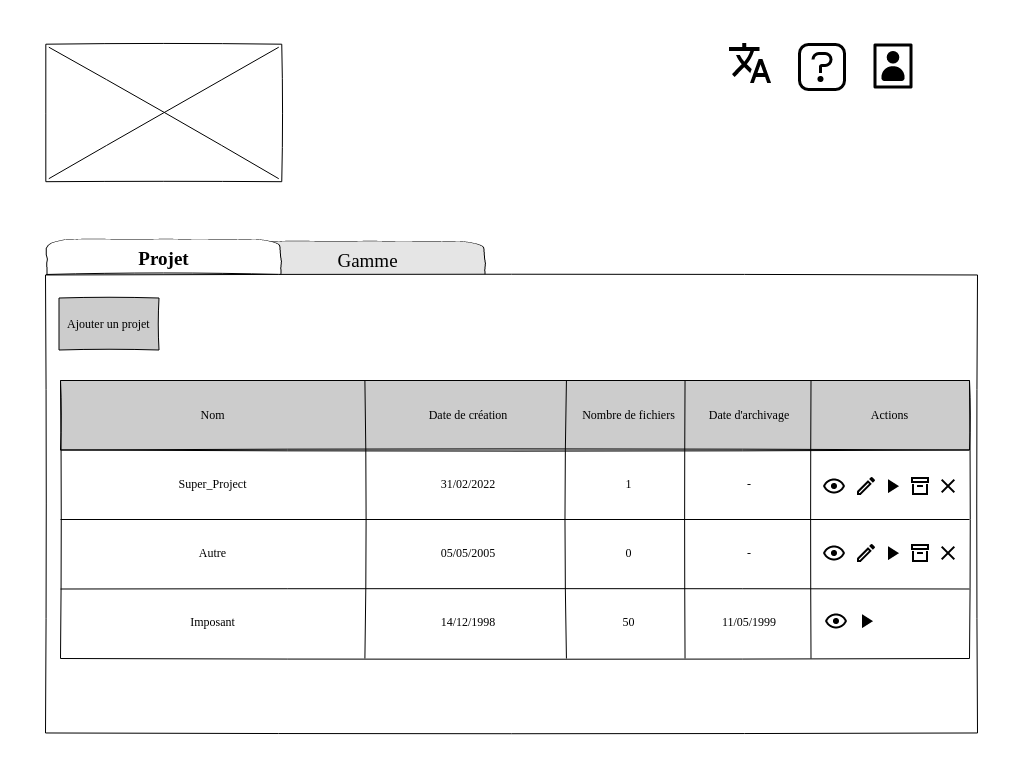 Projet
Gamme
Ajouter un projet
Nom Date de création Nombre de fichiers Date d'archivage Actions
Super_Project 31/02/2022 1 -
Autre 05/05/2005 0 -
Imposant 14/12/1998 50 11/05/1999